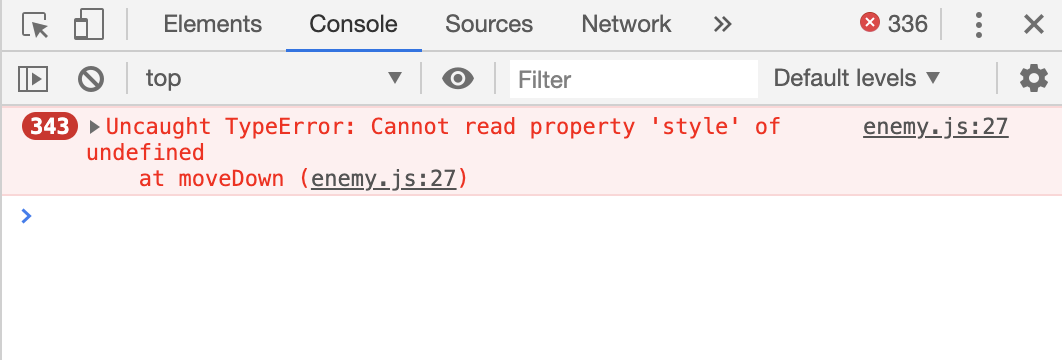 Elements Console Sources Network » 336
top ▼ Filter Default levels ▼
343 ▶Uncaught TypeError: Cannot read property 'style' of enemy.js:27
undefined
at moveDown (enemy.js:27)